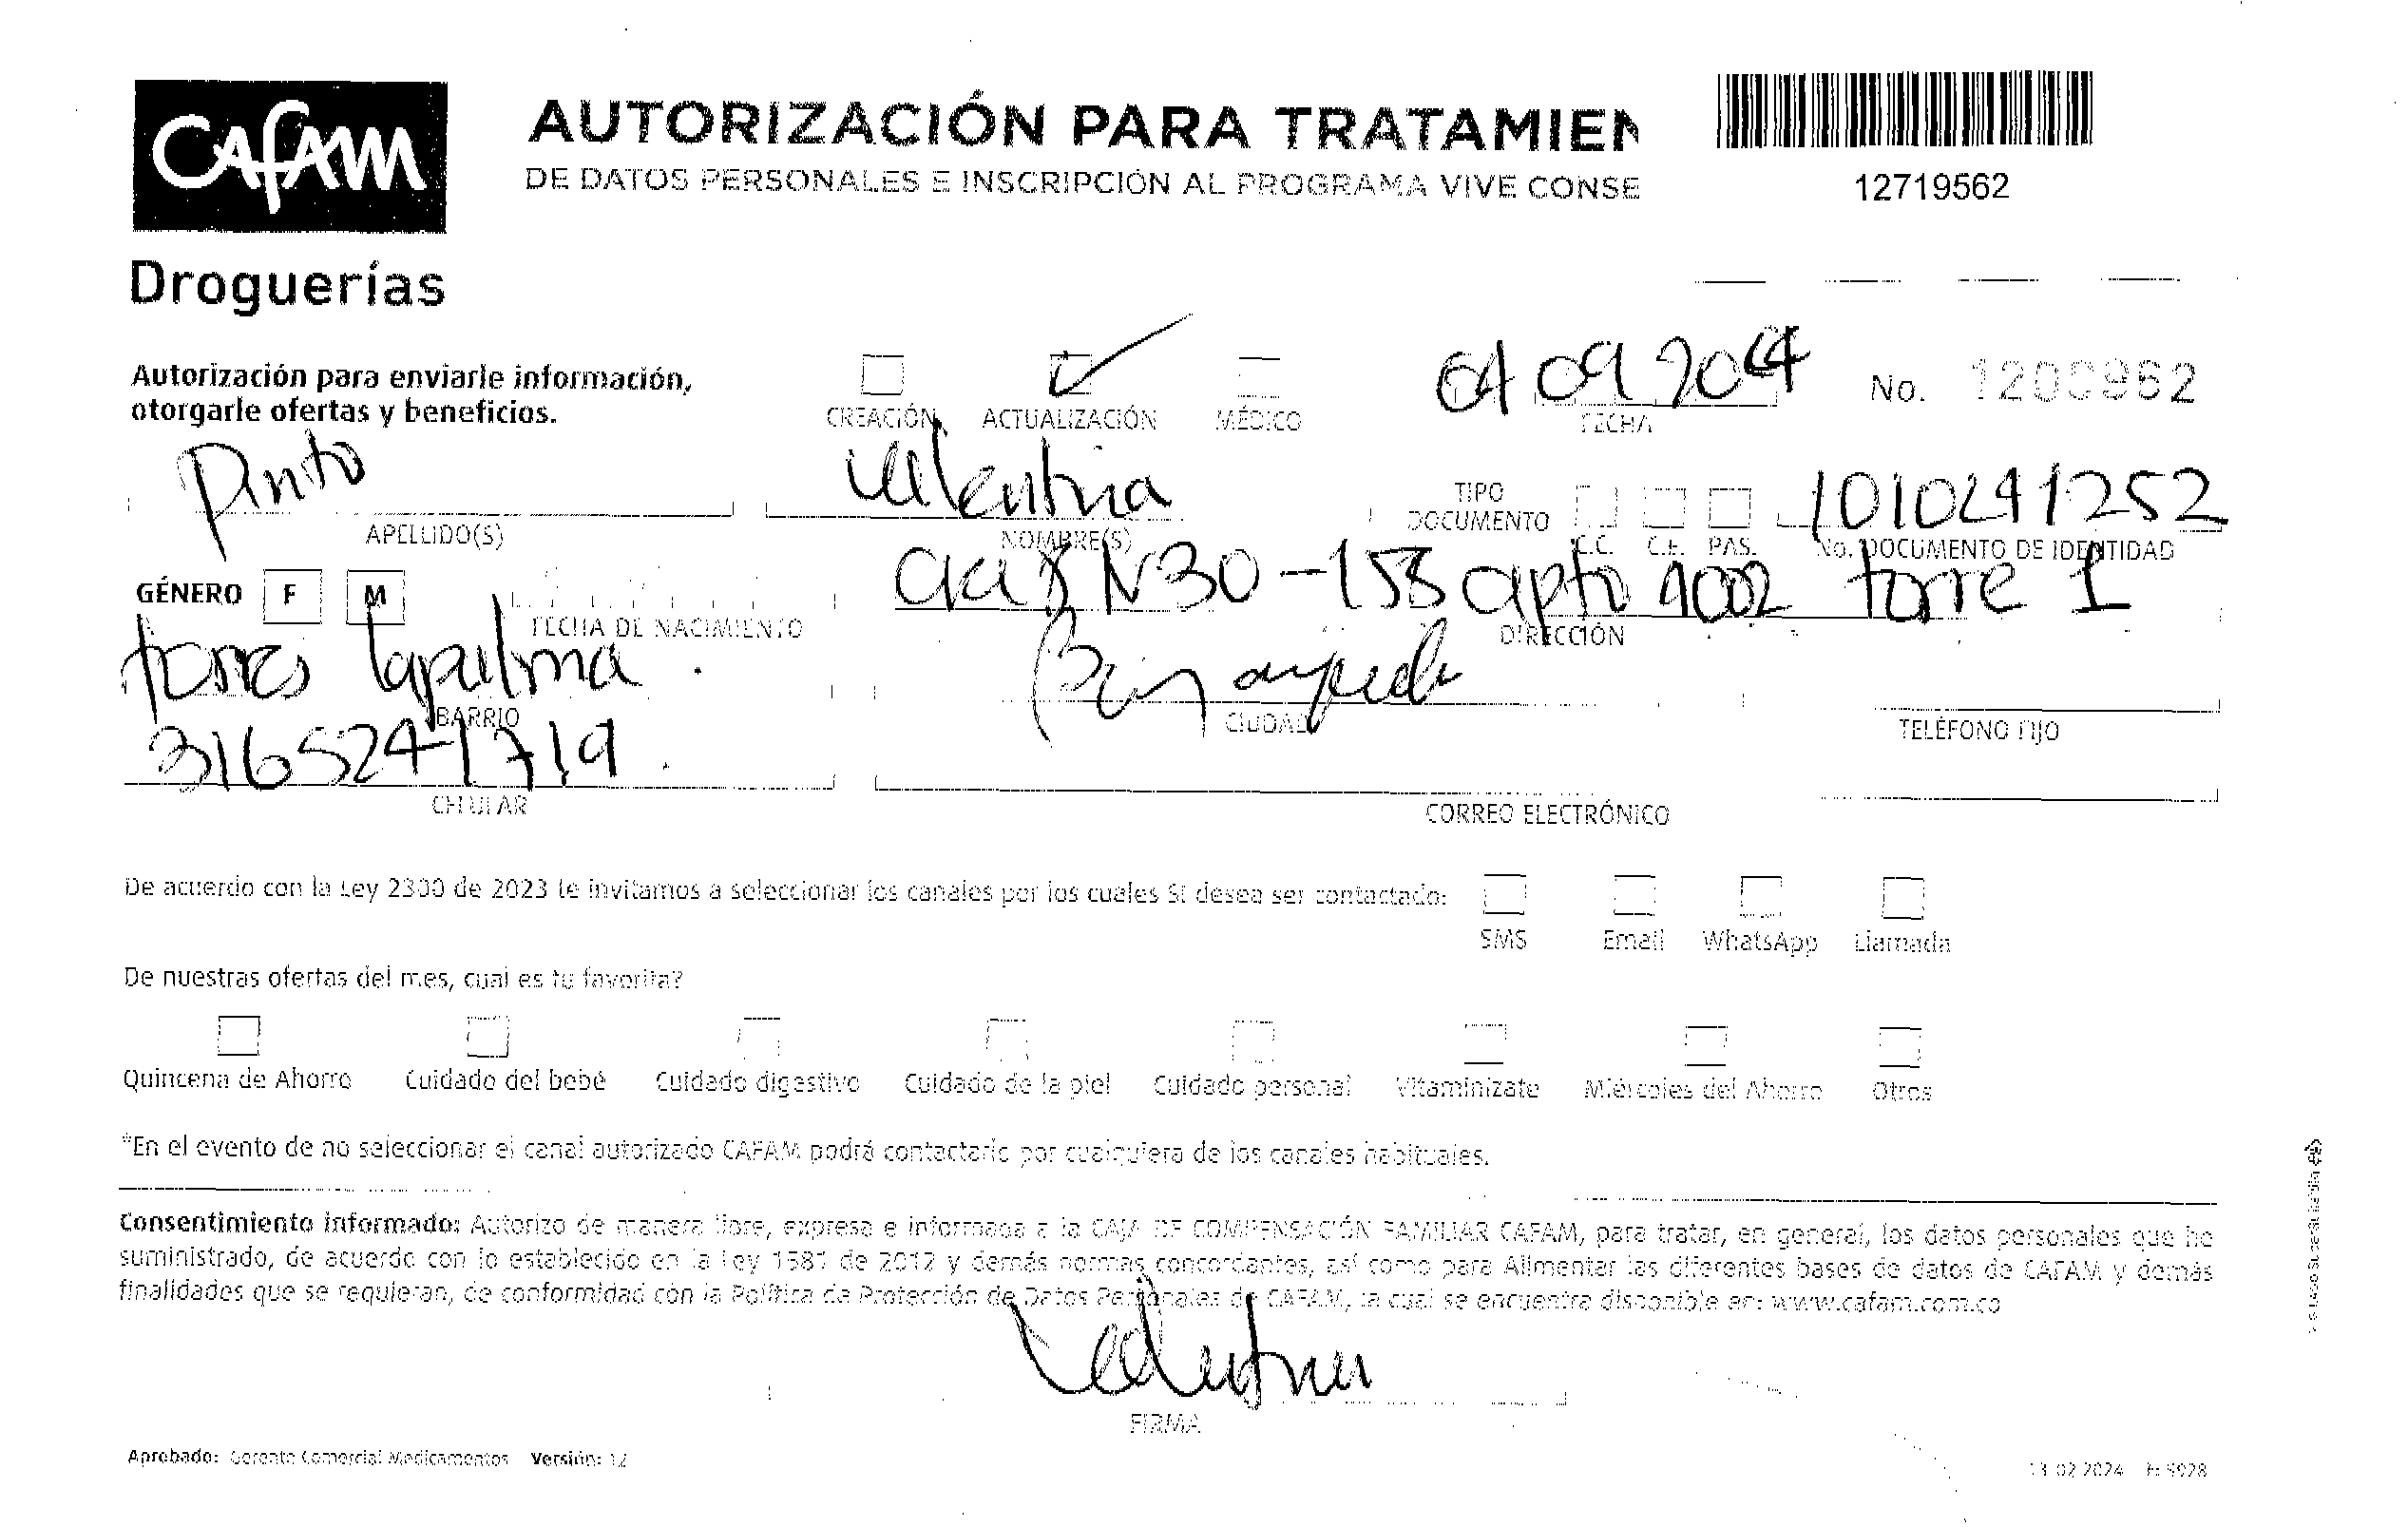 CAFAM
AUTORIZACIÓN PARA TRATAMIEN
DE DATOS PERSONALES E INSCRIPCIÓN AL PROGRAMA VIVE CONSE
12719562
Droguerías
Autorización para enviarle información,
otorgarle ofertas y beneficios.
CREACIÓN ACTUALIZACIÓN MÉDICO
04 09 2024
FECHA
No. 1200962
Pinto
APELLIDO(S)
Valentina
NOMBRE(S)
TIPO
DOCUMENTO
C.C. C.E. PAS.
1010241252
No. DOCUMENTO DE IDENTIDAD
GÉNERO F M
FECHA DE NACIMIENTO
N30-153 apto 1002 torre 1
DIRECCIÓN
torres
BARRIO
CIUDAD
TELÉFONO FIJO
3165241719
CELULAR
CORREO ELECTRÓNICO
De acuerdo con la Ley 2300 de 2023 te invitamos a seleccionar los canales por los cuales SI desea ser contactado:
SMS Email WhatsApp Llamada
De nuestras ofertas del mes, cual es tu favorita?
Quincena de Ahorro Cuidado del bebé Cuidado digestivo Cuidado de la piel Cuidado personal Vitaminízate Miércoles del Ahorro Otros
*En el evento de no seleccionar el canal autorizado CAFAM podrá contactarlo por cualquiera de los canales habituales.
Consentimiento informado: Autorizo de manera libre, expresa e informada a la CAJA DE COMPENSACIÓN FAMILIAR CAFAM, para tratar, en general, los datos personales que he
suministrado, de acuerdo con lo establecido en la Ley 1581 de 2012 y demás normas concordantes, así como para Alimentar las diferentes bases de datos de CAFAM y demás
finalidades que se requieran, de conformidad con la Política de Protección de Datos Personales de CAFAM, la cual se encuentra disponible en: www.cafam.com.co
Valentina
FIRMA
Aprobado: Gerente Comercial Medicamentos Versión: 12
13 02 2024